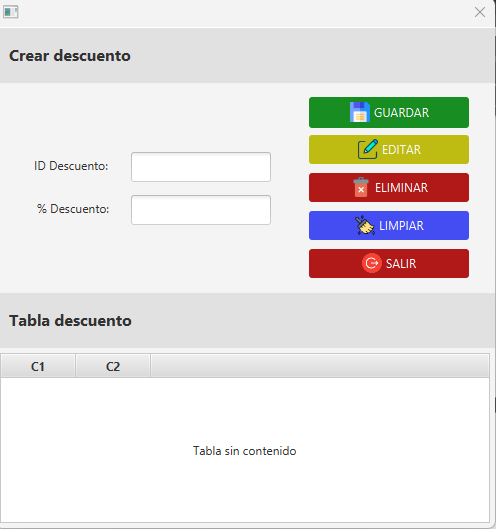 Crear descuento
GUARDAR
EDITAR
ID Descuento:
ELIMINAR
% Descuento:
LIMPIAR
SALIR
Tabla descuento
C1 C2
Tabla sin contenido